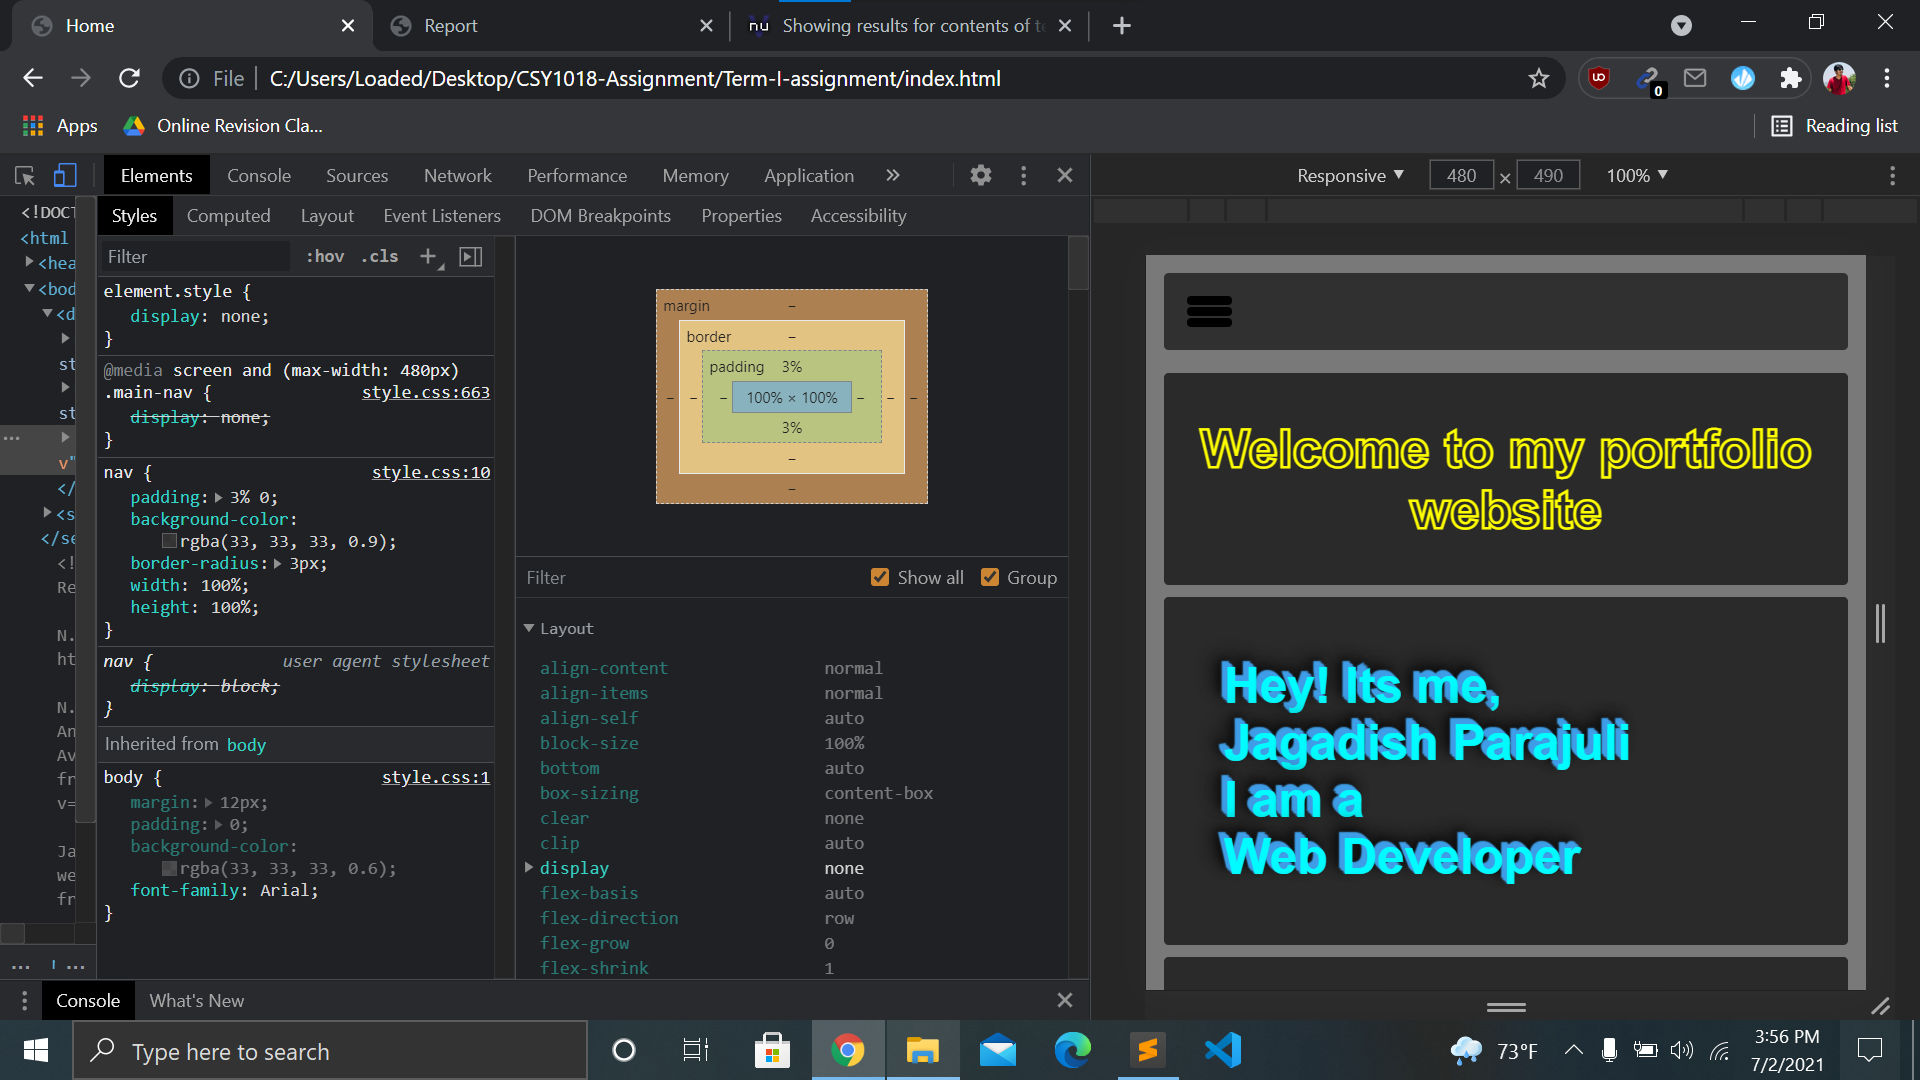 Home
Report
nu
Showing results for contents of te
File
C:/Users/Loaded/Desktop/CSY1018-Assignment/Term-I-assignment/index.html
0
Apps
Online Revision Cla...
Reading list
Elements
Console
Sources
Network
Performance
Memory
Application
»
Responsive
480
×
490
100%
Styles
Computed
Layout
Event Listeners
DOM Breakpoints
Properties
Accessibility
<!DOCT
<html
<hea
<bod
<d
st
st
v"
</
<s
</se
<!
Re
N.
ht
N.
An
Av
fr
v=
Ja
we
fr
... ! ...
Filter
:hov .cls +
element.style {
display: none;
}
@media screen and (max-width: 480px)
.main-nav { style.css:663
display: none;
}
nav { style.css:10
padding: 3% 0;
background-color:
rgba(33, 33, 33, 0.9);
border-radius: 3px;
width: 100%;
height: 100%;
}
nav { user agent stylesheet
display: block;
}
Inherited from body
body { style.css:1
margin: 12px;
padding: 0;
background-color:
rgba(33, 33, 33, 0.6);
font-family: Arial;
}
margin –
border –
padding 3%
– – – 100% × 100% – – –
3%
–
–
Filter
Show all
Group
Layout
align-content normal
align-items normal
align-self auto
block-size 100%
bottom auto
box-sizing content-box
clear none
clip auto
display none
flex-basis auto
flex-direction row
flex-grow 0
flex-shrink 1
Welcome to my portfolio
website
Hey! Its me,
Jagadish Parajuli
I am a
Web Developer
Console
What's New
Type here to search
73°F
3:56 PM
7/2/2021